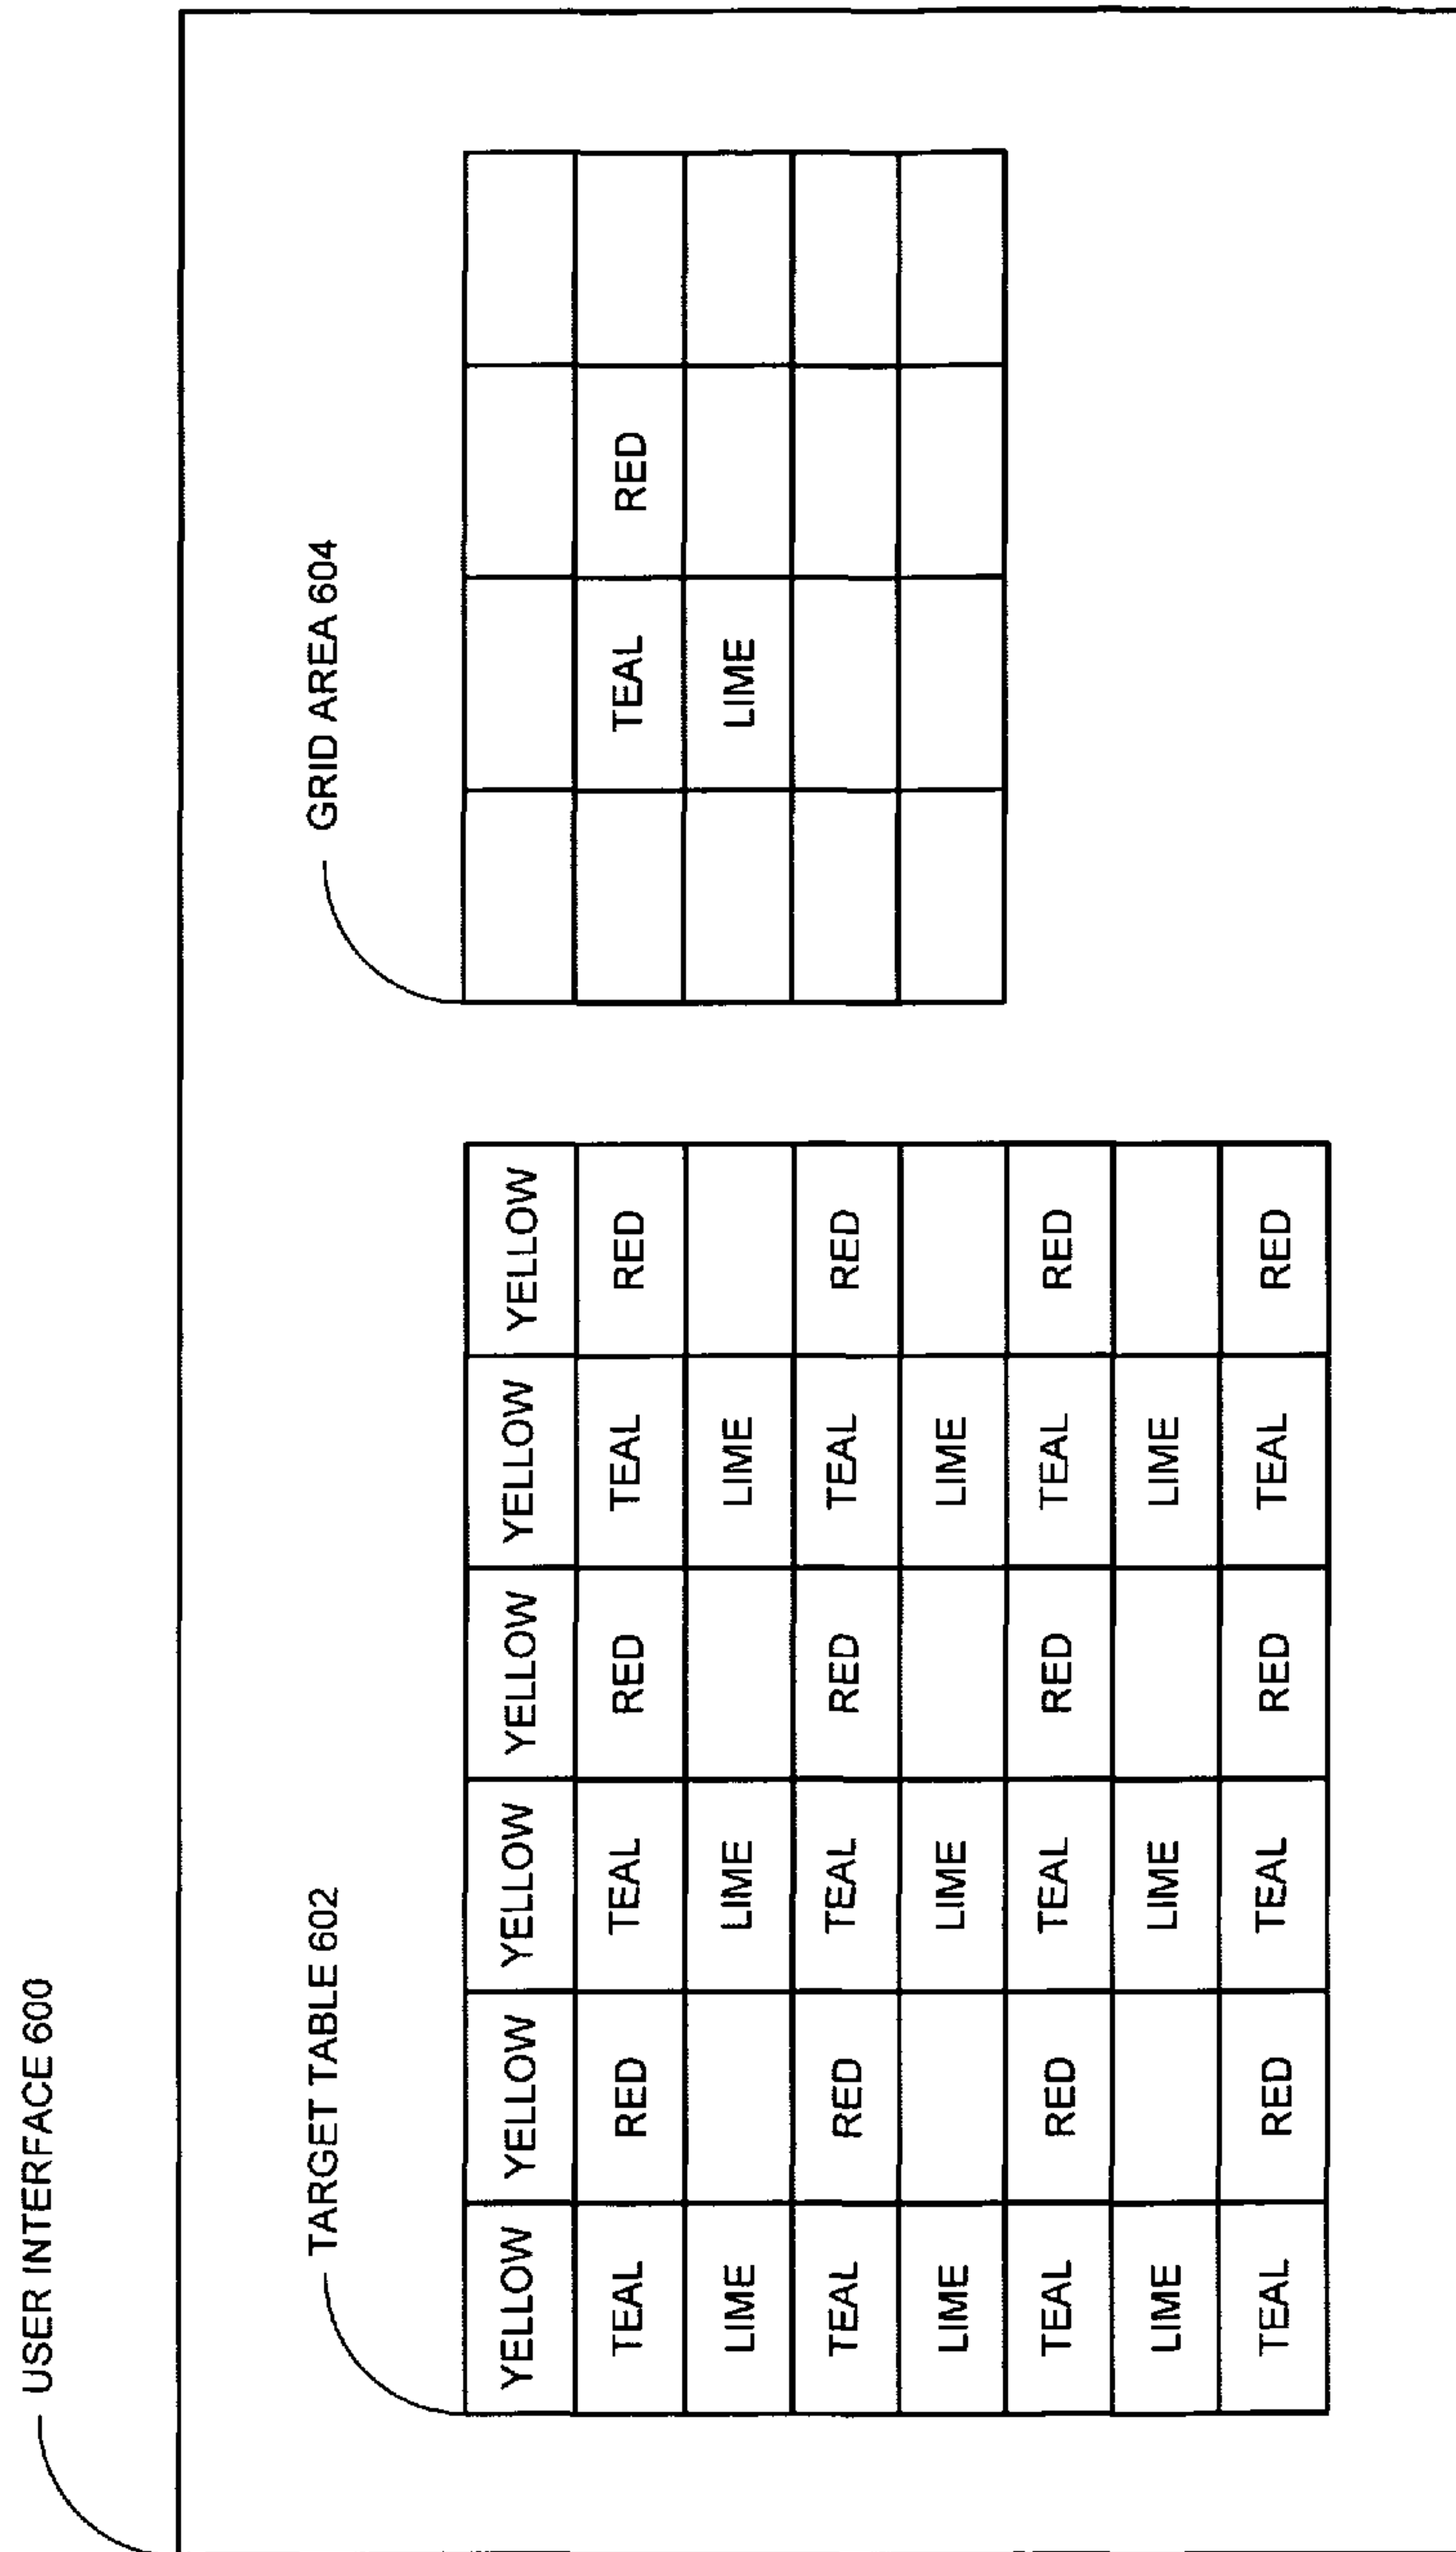 USER INTERFACE 600
TARGET TABLE 602
YELLOW YELLOW YELLOW YELLOW YELLOW YELLOW
TEAL RED TEAL RED TEAL RED
LIME LIME LIME
TEAL RED TEAL RED TEAL RED
LIME LIME LIME
TEAL RED TEAL RED TEAL RED
LIME LIME LIME
TEAL RED TEAL RED TEAL RED
GRID AREA 604
TEAL RED
LIME